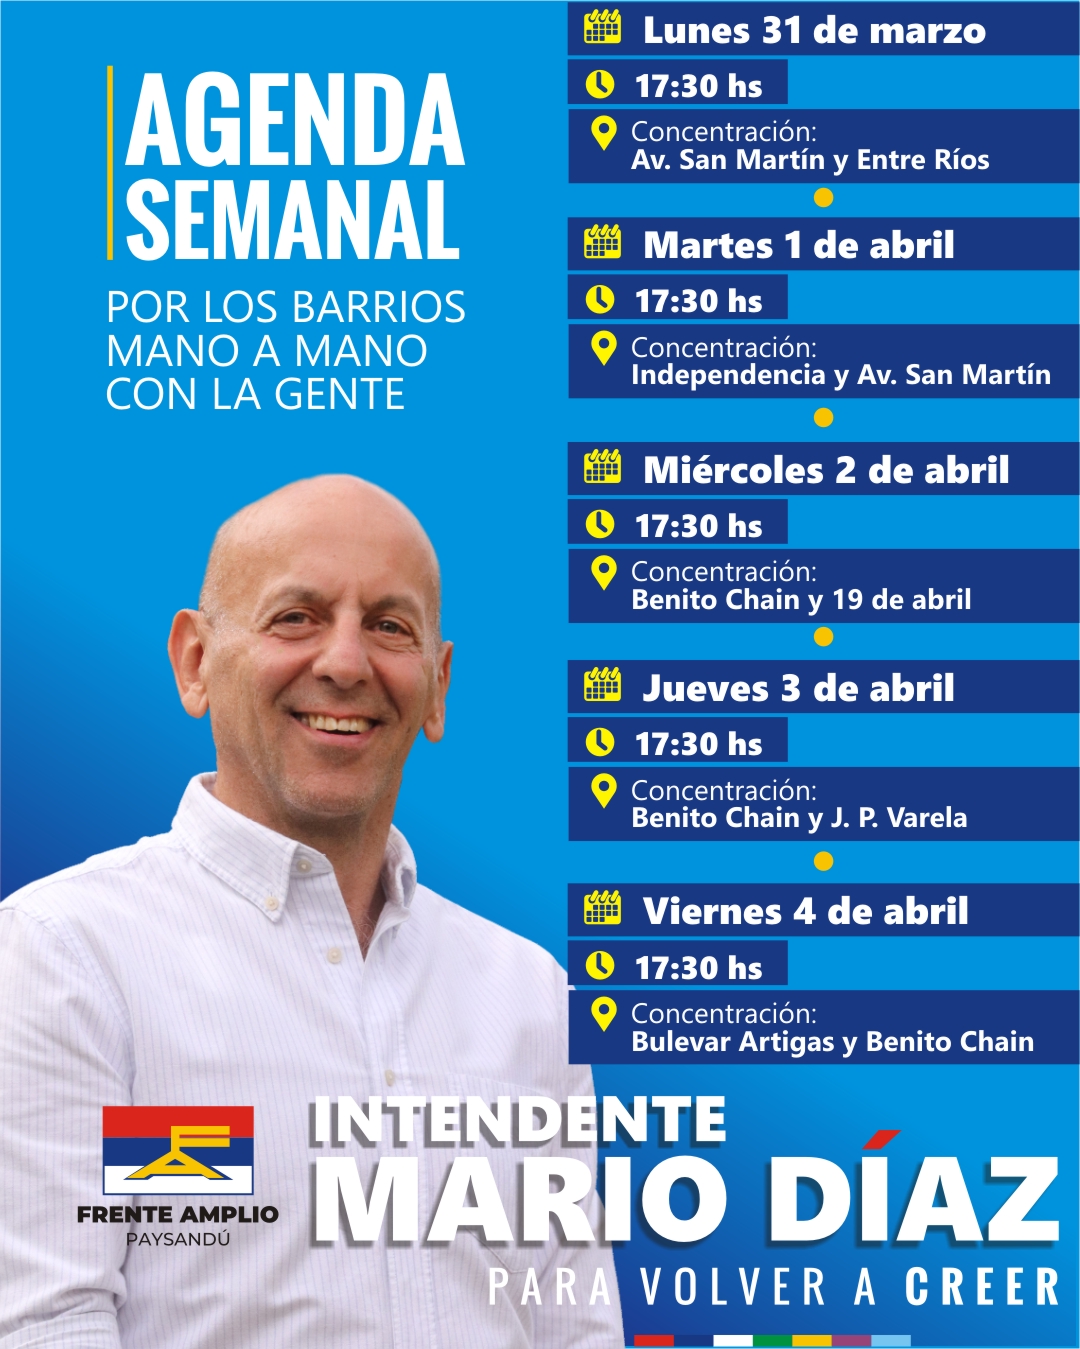 AGENDA
SEMANAL
POR LOS BARRIOS
MANO A MANO
CON LA GENTE
Lunes 31 de marzo
17:30 hs
Concentración:
Av. San Martín y Entre Ríos
Martes 1 de abril
17:30 hs
Concentración:
Independencia y Av. San Martín
Miércoles 2 de abril
17:30 hs
Concentración:
Benito Chain y 19 de abril
Jueves 3 de abril
17:30 hs
Concentración:
Benito Chain y J. P. Varela
Viernes 4 de abril
17:30 hs
Concentración:
Bulevar Artigas y Benito Chain
FRENTE AMPLIO
PAYSANDÚ
INTENDENTE
MARIO DÍAZ
PARA VOLVER A CREER